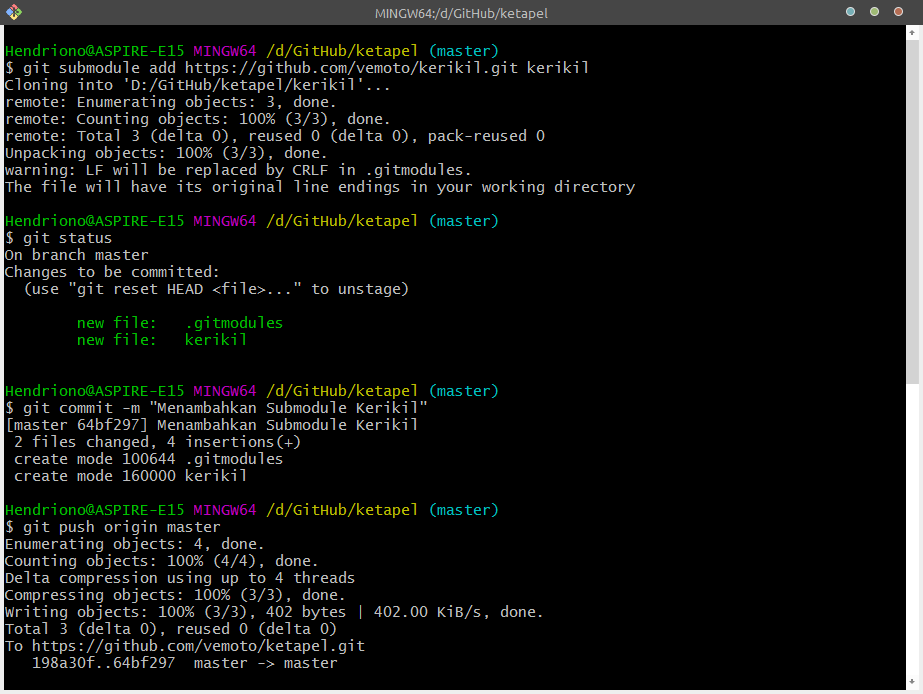 MINGW64:/d/GitHub/ketapel
Hendriono@ASPIRE-E15 MINGW64 /d/GitHub/ketapel (master)
$ git submodule add https://github.com/vemoto/kerikil.git kerikil
Cloning into 'D:/GitHub/ketapel/kerikil'...
remote: Enumerating objects: 3, done.
remote: Counting objects: 100% (3/3), done.
remote: Total 3 (delta 0), reused 0 (delta 0), pack-reused 0
Unpacking objects: 100% (3/3), done.
warning: LF will be replaced by CRLF in .gitmodules.
The file will have its original line endings in your working directory
Hendriono@ASPIRE-E15 MINGW64 /d/GitHub/ketapel (master)
$ git status
On branch master
Changes to be committed:
  (use "git reset HEAD <file>..." to unstage)
        new file:   .gitmodules
        new file:   kerikil
Hendriono@ASPIRE-E15 MINGW64 /d/GitHub/ketapel (master)
$ git commit -m "Menambahkan Submodule Kerikil"
[master 64bf297] Menambahkan Submodule Kerikil
 2 files changed, 4 insertions(+)
 create mode 100644 .gitmodules
 create mode 160000 kerikil
Hendriono@ASPIRE-E15 MINGW64 /d/GitHub/ketapel (master)
$ git push origin master
Enumerating objects: 4, done.
Counting objects: 100% (4/4), done.
Delta compression using up to 4 threads
Compressing objects: 100% (3/3), done.
Writing objects: 100% (3/3), 402 bytes | 402.00 KiB/s, done.
Total 3 (delta 0), reused 0 (delta 0)
To https://github.com/vemoto/ketapel.git
   198a30f..64bf297  master -> master